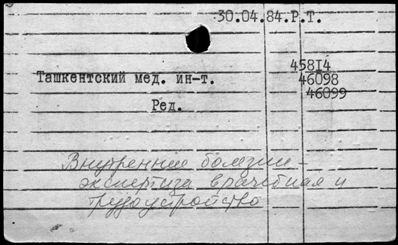 30.04.84.Р.Т.
45814
Ташкентский мед. ин-т.
46098
46099
Ред.
Внутренние болезни -
экспертиза врачебная и
трудоустройство